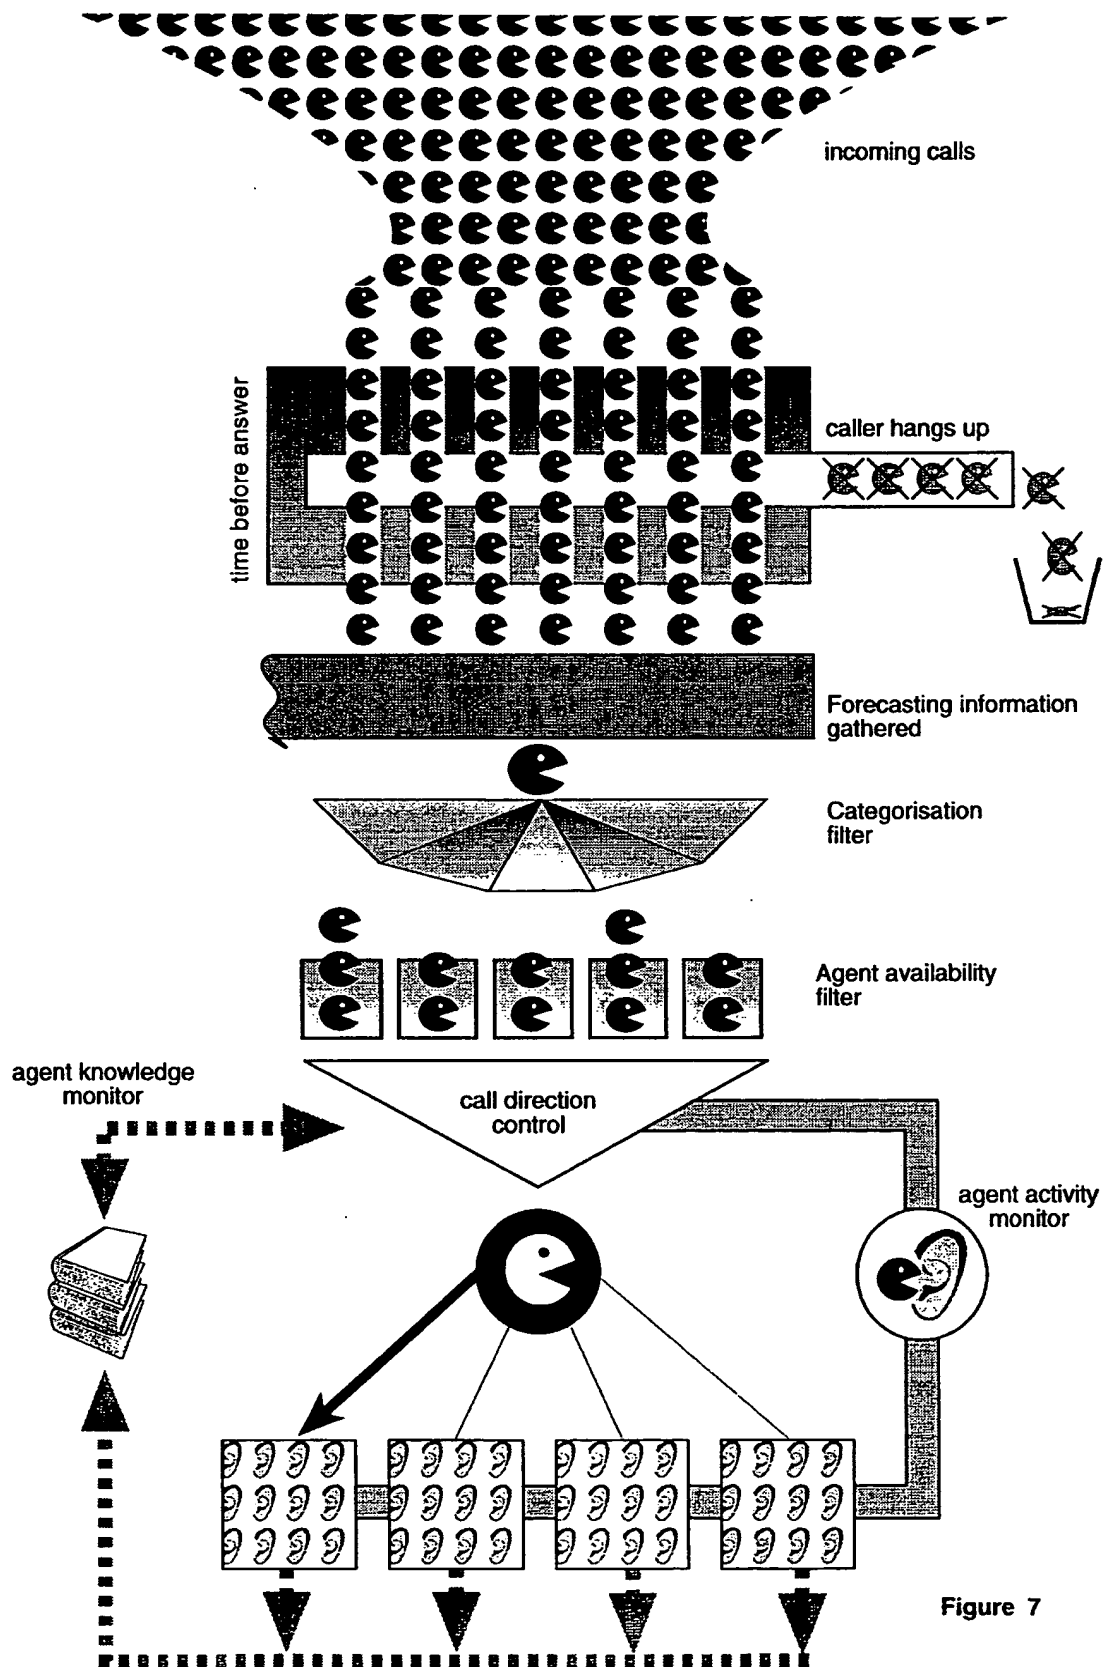 incoming calls
time before answer
caller hangs up
Forecasting information
gathered
Categorisation
filter
Agent availability
filter
agent knowledge
monitor
call direction
control
agent activity
monitor
Figure 7